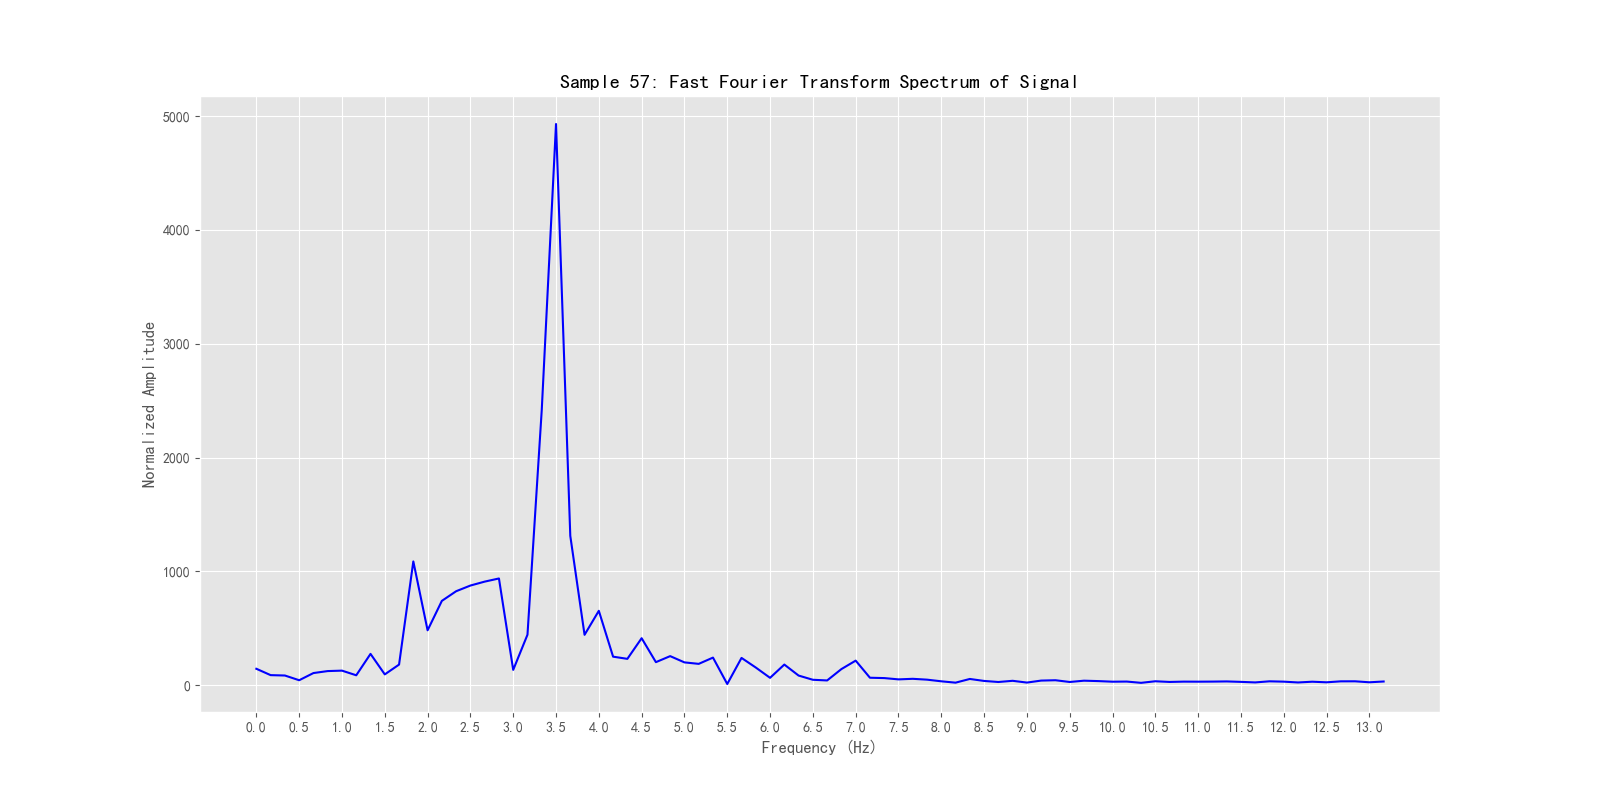 Sample 57: Fast Fourier Transform Spectrum of Signal
5000
4000
3000
2000
1000
0
Normalized Amplitude
0.0 0.5 1.0 1.5 2.0 2.5 3.0 3.5 4.0 4.5 5.0 5.5 6.0 6.5 7.0 7.5 8.0 8.5 9.0 9.5 10.0 10.5 11.0 11.5 12.0 12.5 13.0
Frequency (Hz)